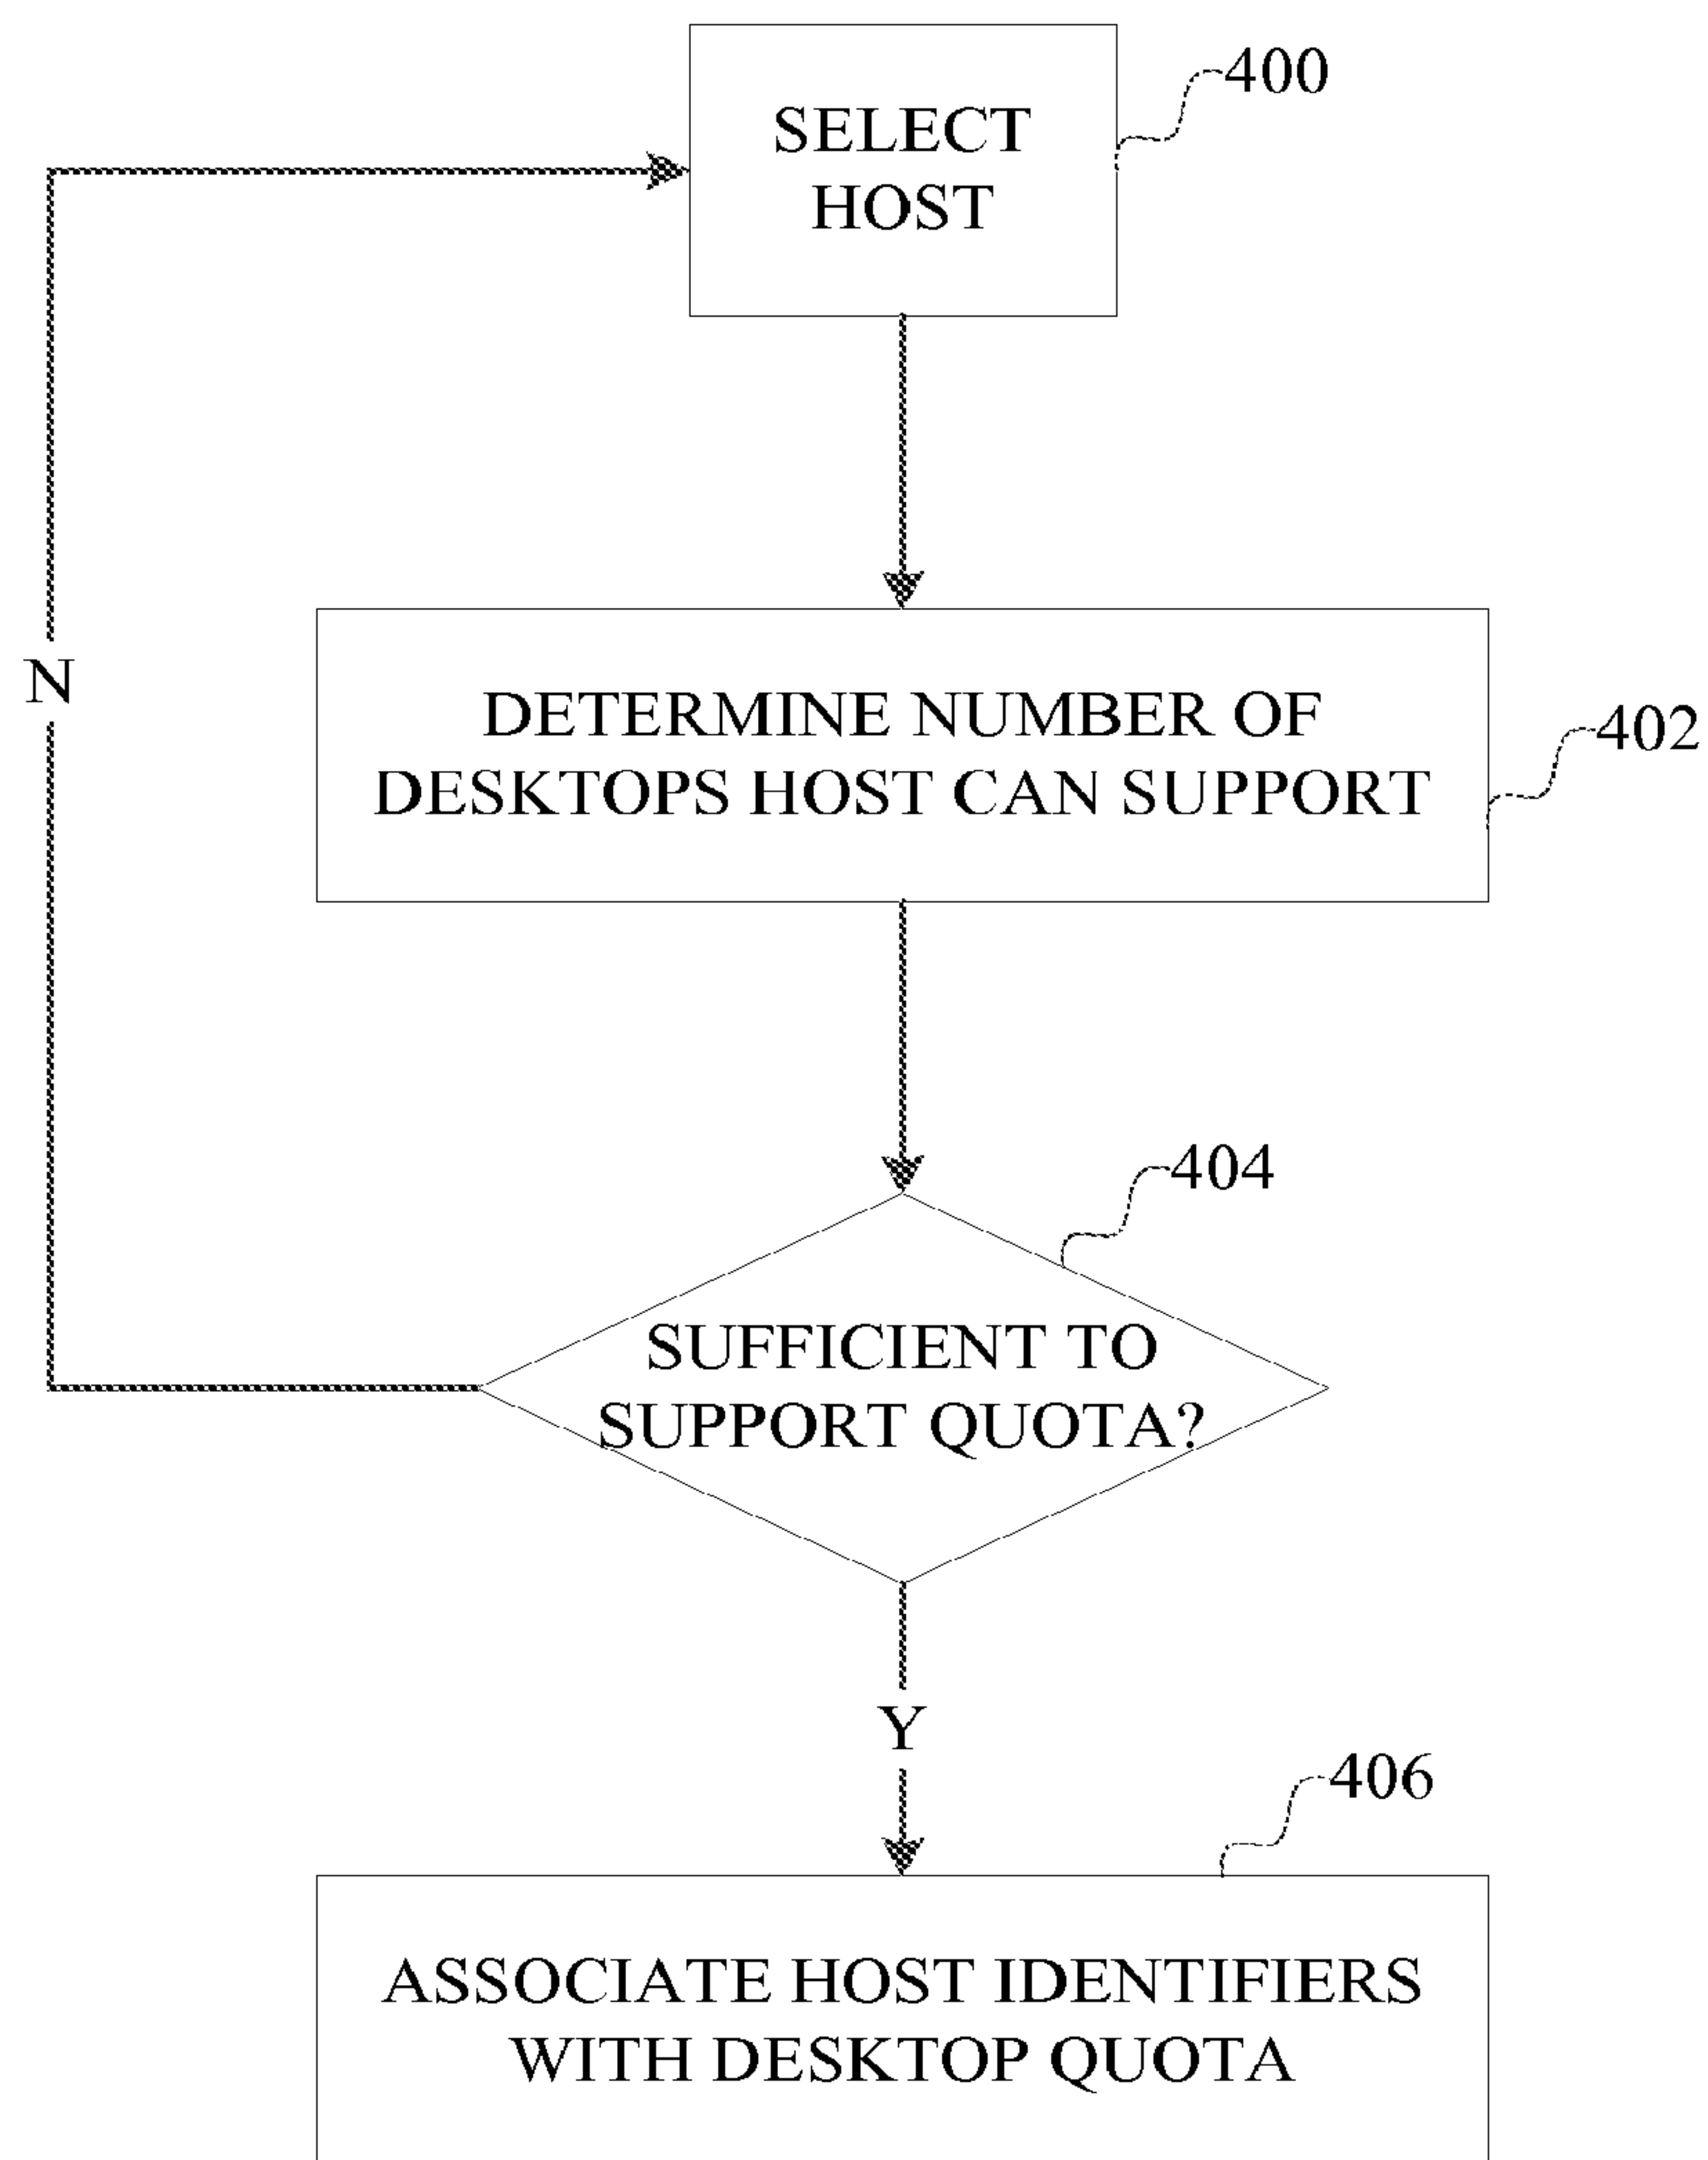 400
SELECT
HOST
N
DETERMINE NUMBER OF
DESKTOPS HOST CAN SUPPORT
402
404
SUFFICIENT TO
SUPPORT QUOTA?
Y
406
ASSOCIATE HOST IDENTIFIERS
WITH DESKTOP QUOTA